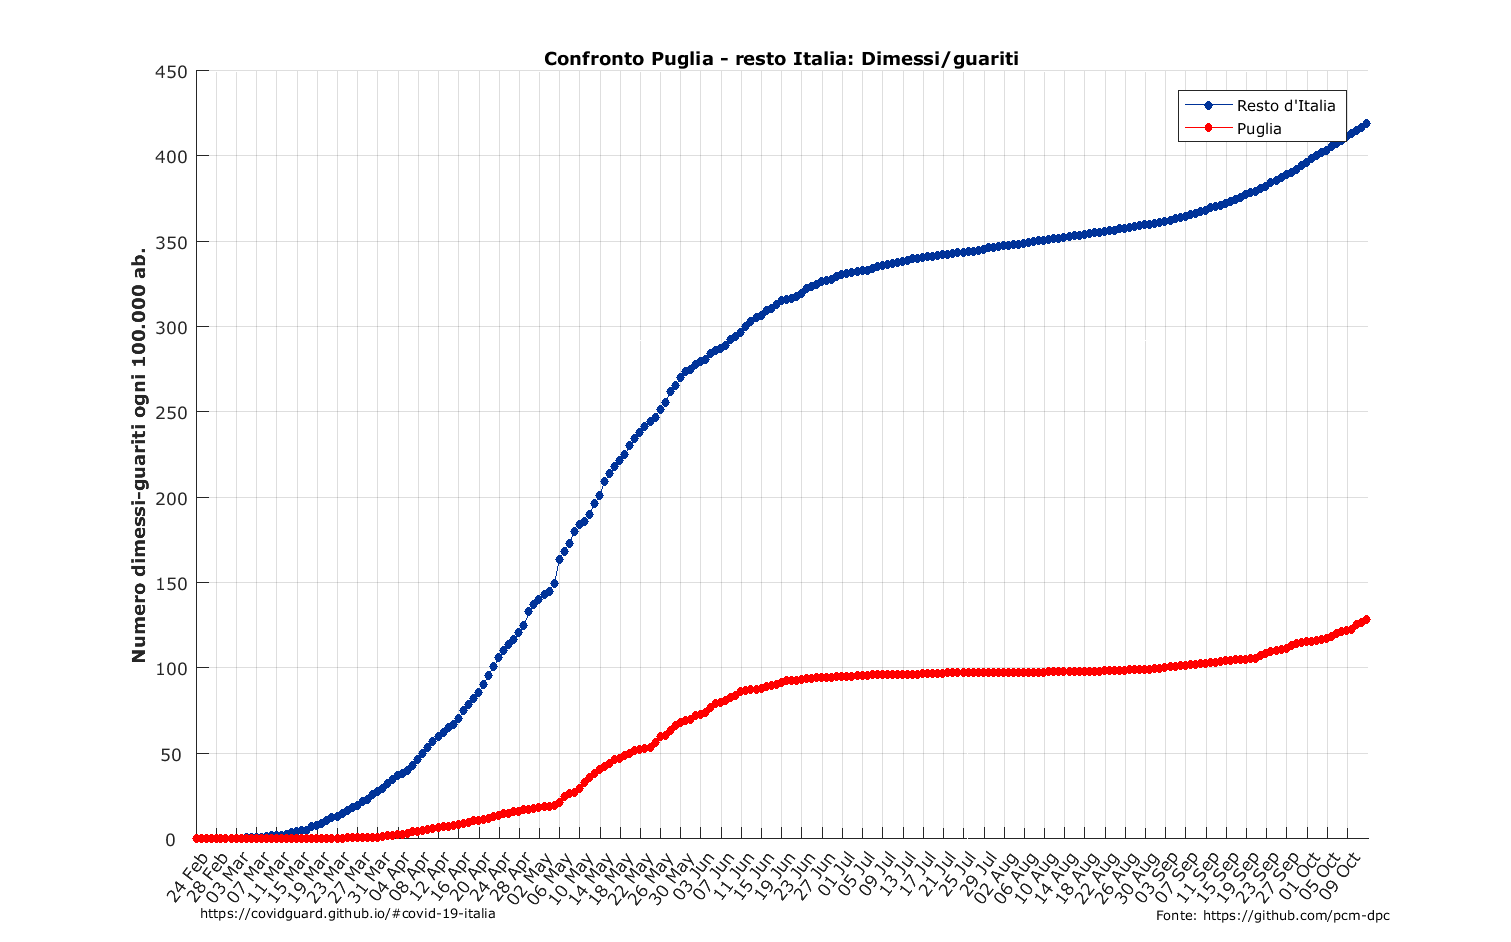 Confronto Puglia - resto Italia: Dimessi/guariti
Numero dimessi-guariti ogni 100.000 ab.
450
400
350
300
250
200
150
100
50
0
Resto d'Italia
Puglia
24 Feb
28 Feb
03 Mar
07 Mar
11 Mar
15 Mar
19 Mar
23 Mar
27 Mar
31 Mar
04 Apr
08 Apr
12 Apr
16 Apr
20 Apr
24 Apr
28 Apr
02 May
06 May
10 May
14 May
18 May
22 May
26 May
30 May
03 Jun
07 Jun
11 Jun
15 Jun
19 Jun
23 Jun
27 Jun
01 Jul
05 Jul
09 Jul
13 Jul
17 Jul
21 Jul
25 Jul
29 Jul
02 Aug
06 Aug
10 Aug
14 Aug
18 Aug
22 Aug
26 Aug
30 Aug
03 Sep
07 Sep
11 Sep
15 Sep
19 Sep
23 Sep
27 Sep
01 Oct
05 Oct
09 Oct
https://covidguard.github.io/#covid-19-italia
Fonte: https://github.com/pcm-dpc